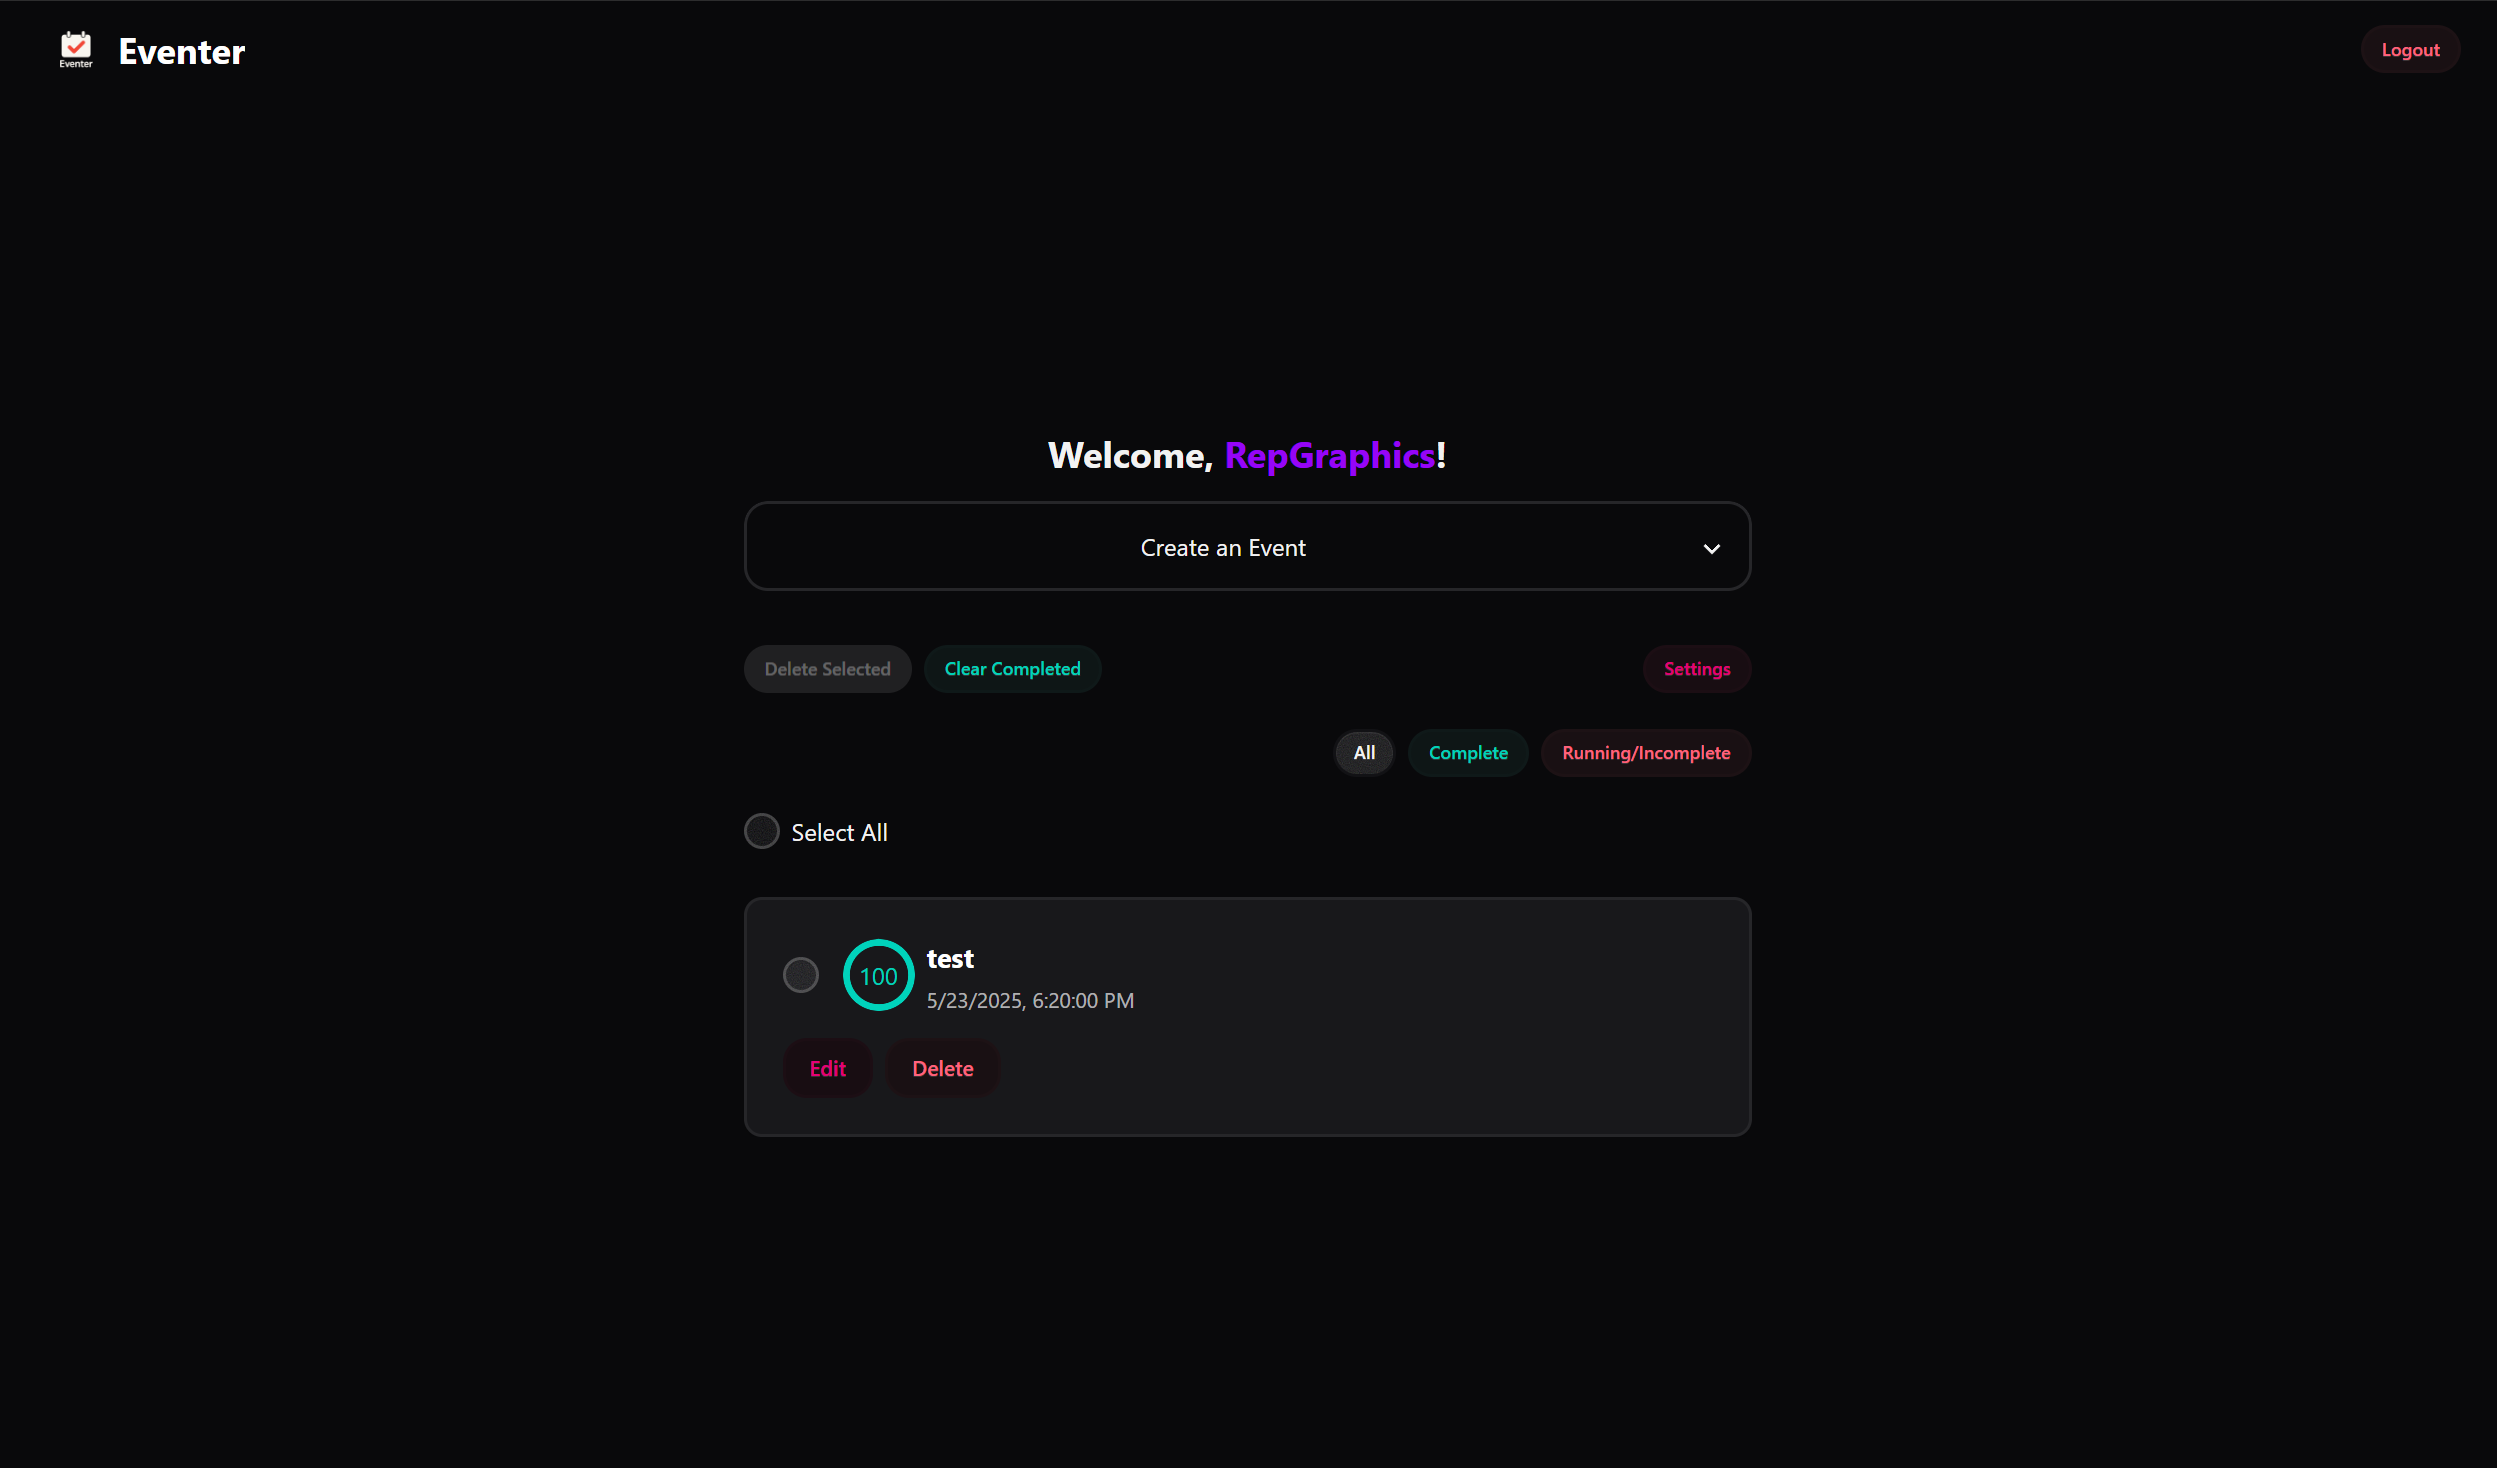 Eventer
Eventer
Logout
Welcome, RepGraphics!
Create an Event
Delete Selected
Clear Completed
Settings
All
Complete
Running/Incomplete
Select All
100
test
5/23/2025, 6:20:00 PM
Edit
Delete